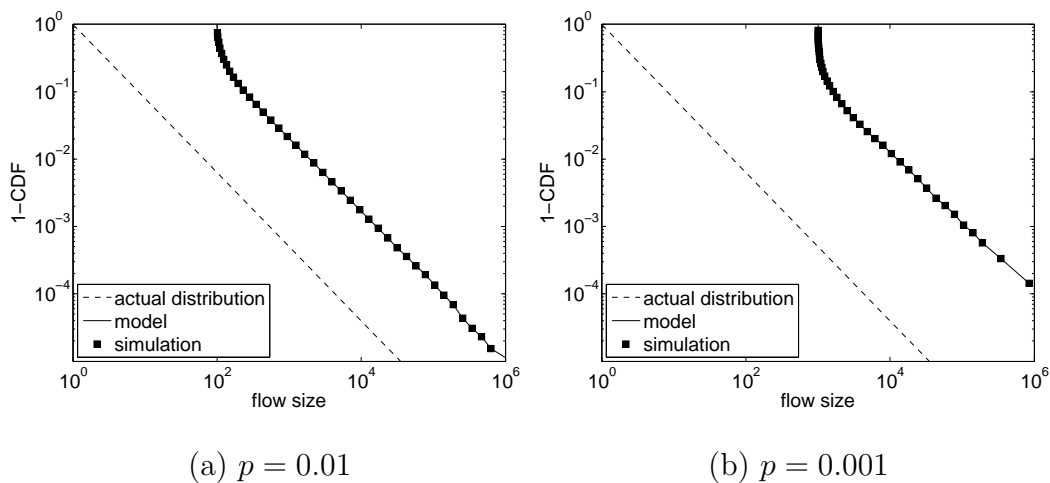 10^0
10^-1
10^-2
10^-3
10^-4
1−CDF
actual distribution
model
simulation
10^0 10^2 10^4 10^6
flow size
(a) p = 0.01
10^0
10^-1
10^-2
10^-3
10^-4
1−CDF
actual distribution
model
simulation
10^0 10^2 10^4 10^6
flow size
(b) p = 0.001